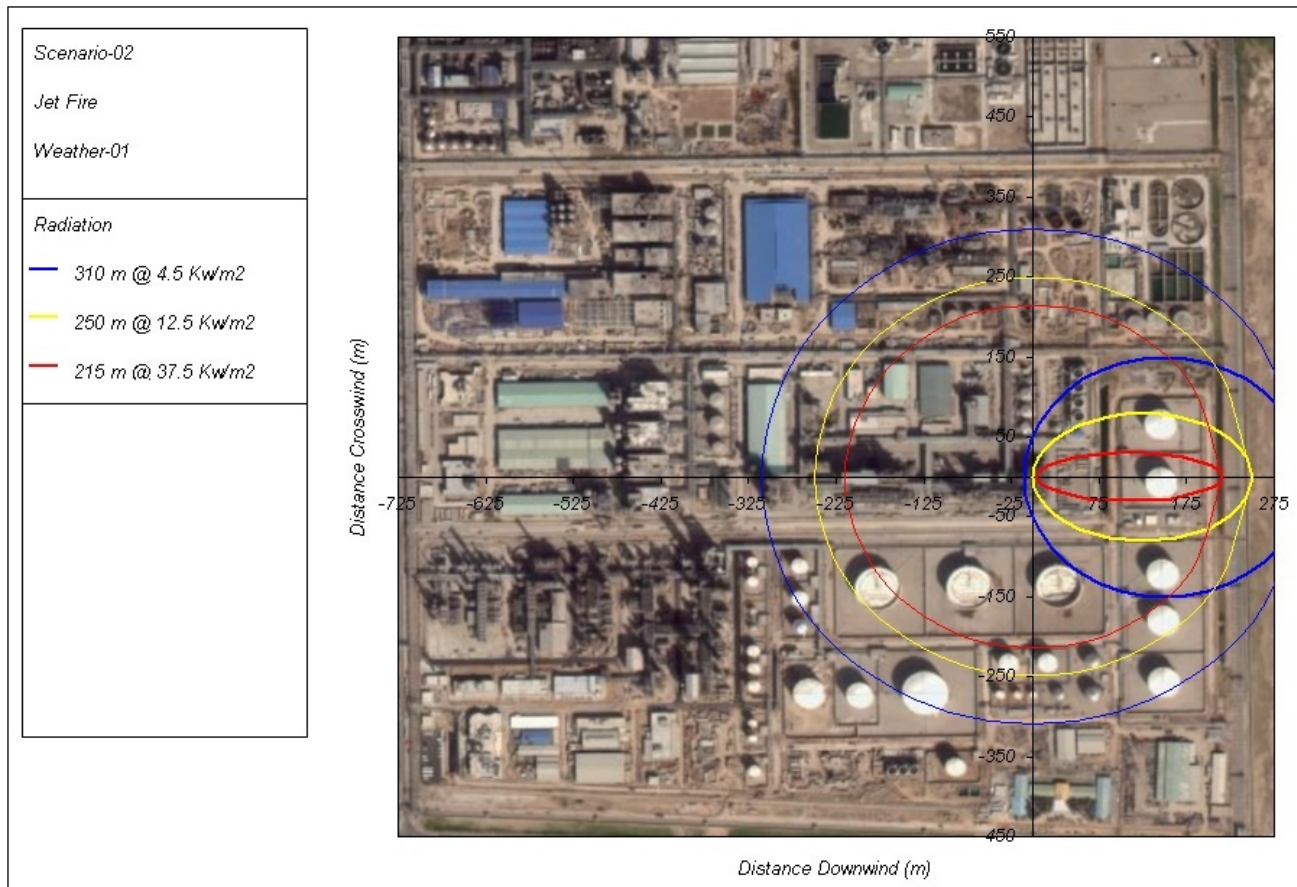 Scenario-02
Jet Fire
Weather-01
Radiation
310 m @ 4.5 Kw/m2
250 m @ 12.5 Kw/m2
215 m @ 37.5 Kw/m2
Distance Crosswind (m)
550
450
350
250
150
50
-725 -625 -525 -425 -325 -225 -125 -25 75 175 275
-50
-150
-250
-350
450
Distance Downwind (m)